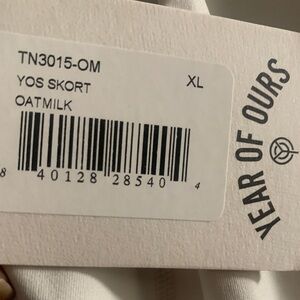 TN3015-OM
XL
YOS SKORT
OATMILK
8 40128 28540 4
YEAR OF OURS